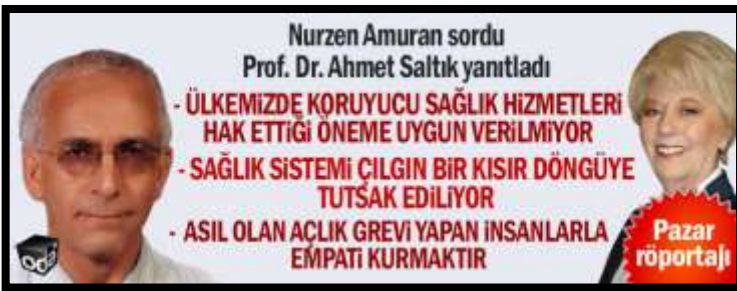 Nurzen Amuran sordu
Prof. Dr. Ahmet Saltık yanıtladı
- ÜLKEMİZDE KORUYUCU SAĞLIK HİZMETLERİ
HAK ETTİĞİ ÖNEME UYGUN VERİLMİYOR
- SAĞLIK SİSTEMİ ÇILGIN BİR KISIR DÖNGÜYE
TUTSAK EDİLİYOR
- ASIL OLAN AÇLIK GREVİ YAPAN İNSANLARLA
EMPATİ KURMAKTIR
Pazar
röportajı
oda